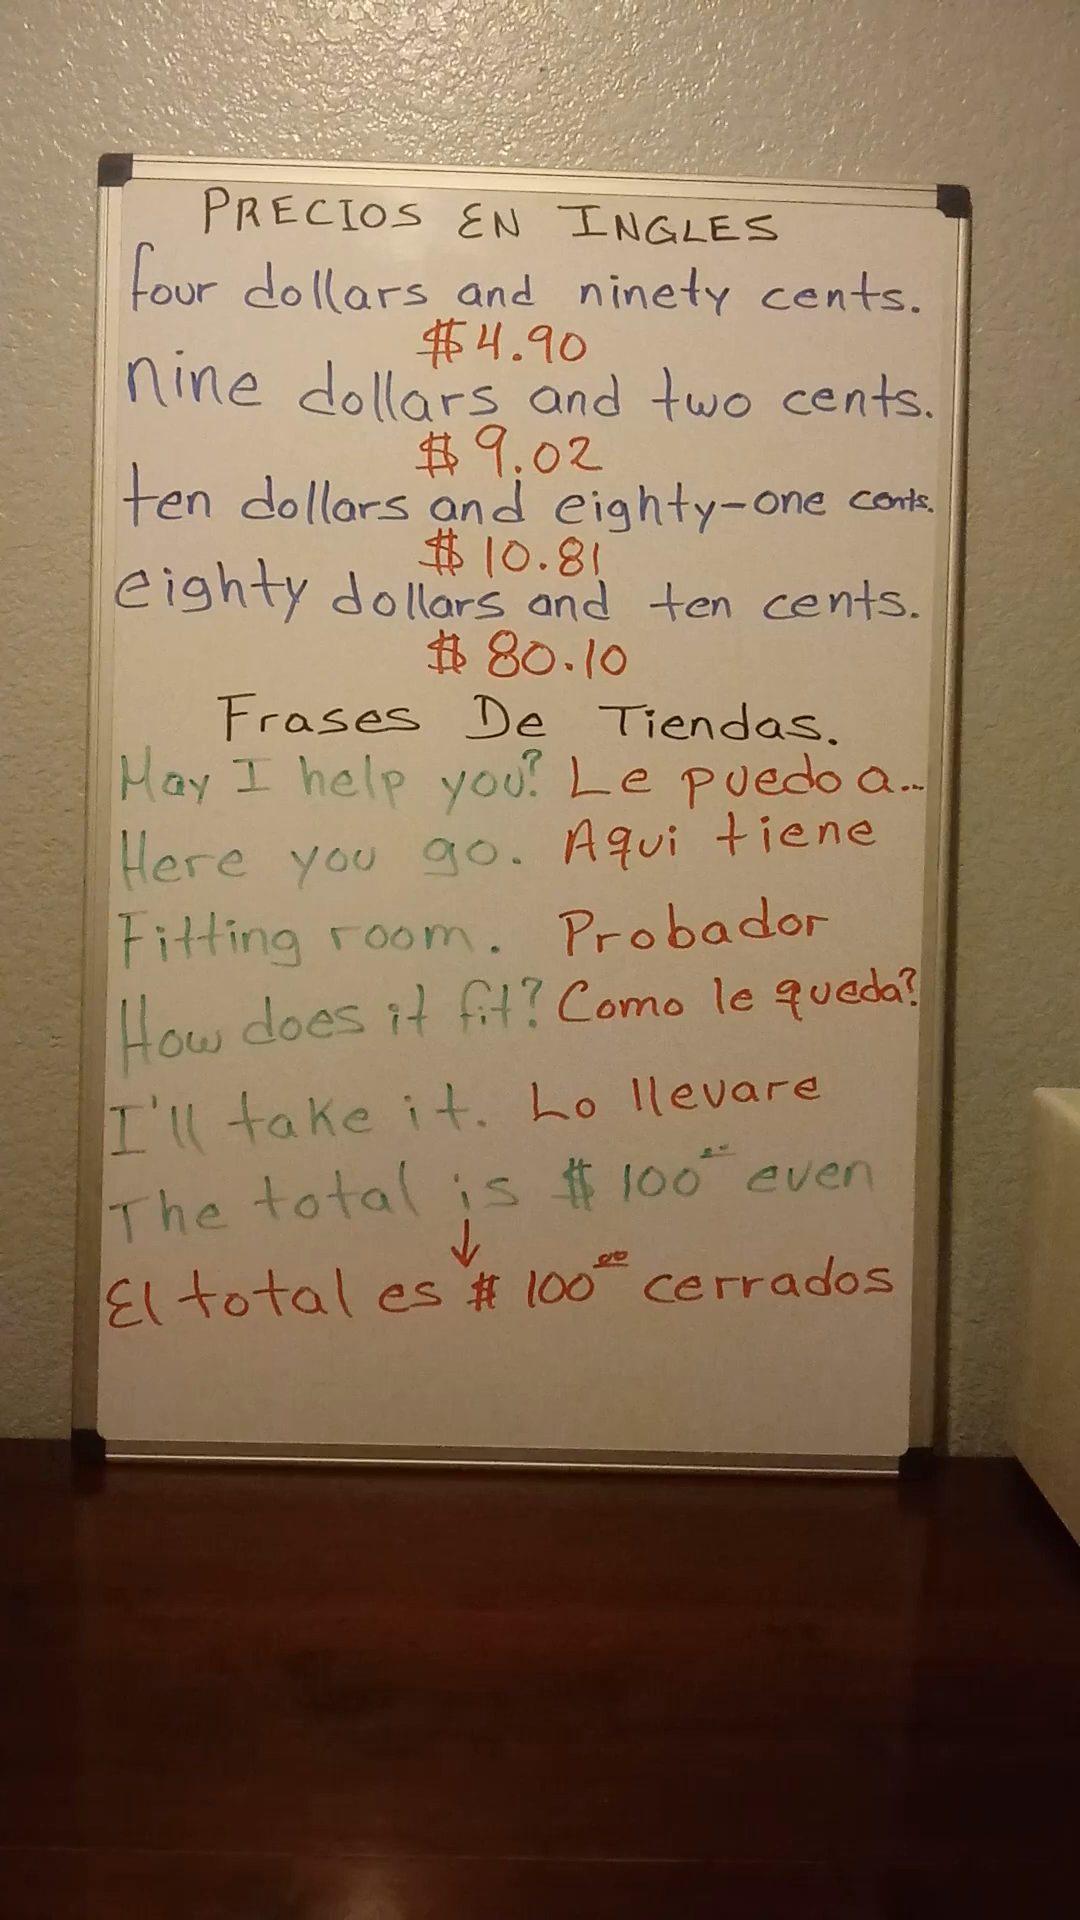 PRECIOS EN INGLES
four dollars and ninety cents.
$4.90
nine dollars and two cents.
$9.02
ten dollars and eighty-one cents.
$10.81
eighty dollars and ten cents.
$80.10
Frases De Tiendas.
May I help you? Le puedo a...
Here you go. Aqui tiene
Fitting room. Probador
How does it fit? Como le queda?
I'll take it. Lo llevare
The total is $100⁰⁰ even
↓
El total es $100⁰⁰ cerrados